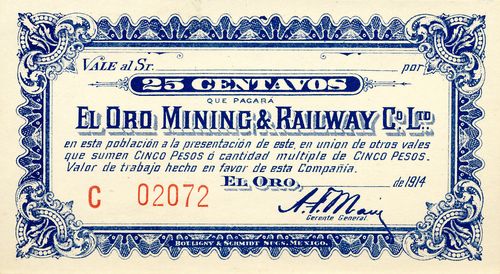 VALE al Sr. por
25 CENTAVOS
QUE PAGARÁ
EL ORO MINING & RAILWAY CO. LTD.
en esta población a la presentación de este, en union de otros vales
que sumen CINCO PESOS ó cantidad multiple de CINCO PESOS.
Valor de trabajo hecho en favor de esta Compañia.
EL ORO, de 1914
C 02072
Gerente General.
BOULIGNY & SCHMIDT SUCS. MEXICO.